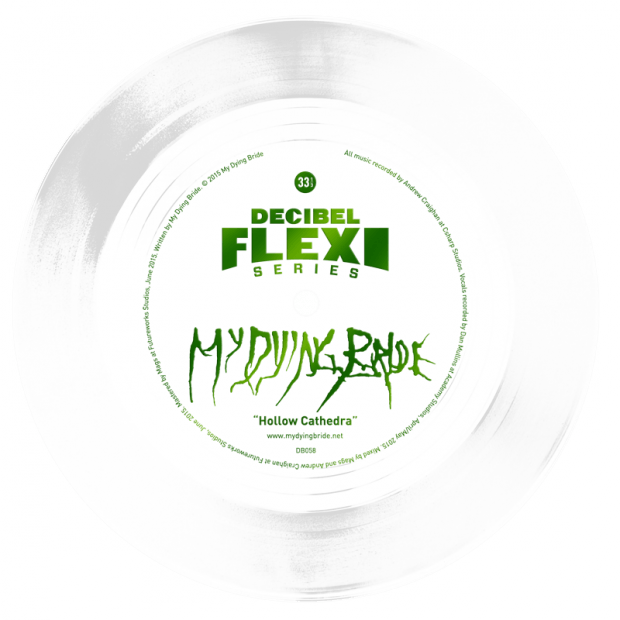 All music recorded by Andrew Craighan at Csharp Studios. Vocals recorded by Dan Mullins at Academy Studios, April/May 2015. Mixed by Mags and Andrew Craighan at Futureworks Studios, June 2015. Mastered by Mags at Futureworks Studios, June 2015. Written by My Dying Bride. © 2015 My Dying Bride
33
DECIBEL
FLEXI
SERIES
MY DYING BRIDE
“Hollow Cathedra”
www.mydyingbride.net
DB058